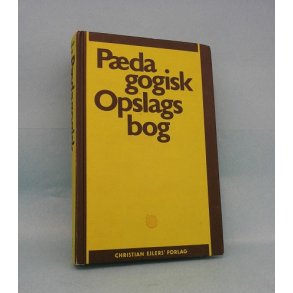 Pæda
gogisk
Opslags
bog
CHRISTIAN EJLERS' FORLAG